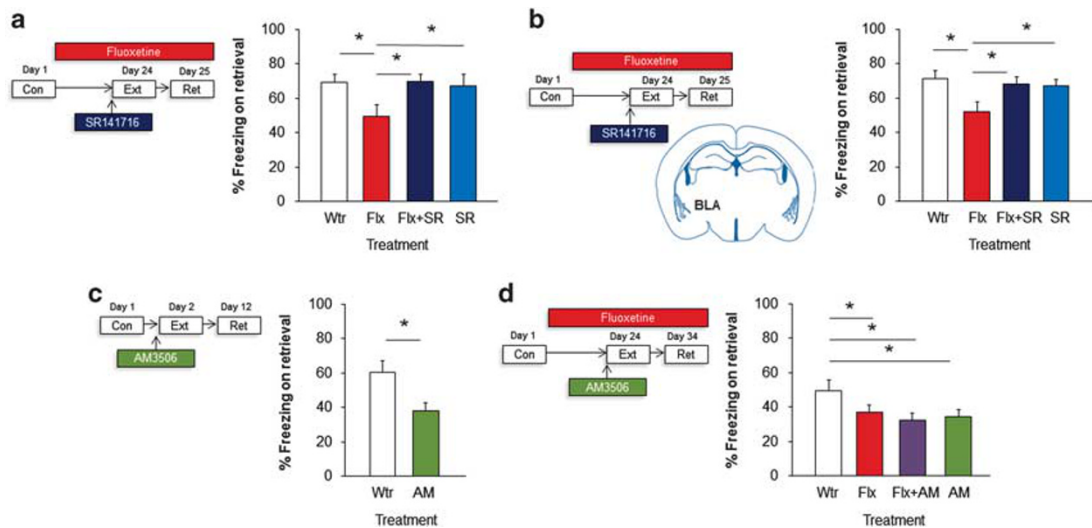 a
Fluoxetine
Day 1 Day 24 Day 25
Con Ext Ret
SR141716
% Freezing on retrieval
100
80
60
40
20
0
* * *
Wtr Flx Flx+SR SR
Treatment
b
Fluoxetine
Day 1 Day 24 Day 25
Con Ext Ret
SR141716
BLA
% Freezing on retrieval
100
80
60
40
20
0
* * *
Wtr Flx Flx+SR SR
Treatment
c
Day 1 Day 2 Day 12
Con Ext Ret
AM3506
% Freezing on retrieval
100
80
60
40
20
0
*
Wtr AM
Treatment
d
Fluoxetine
Day 1 Day 24 Day 34
Con Ext Ret
AM3506
% Freezing on retrieval
100
80
60
40
20
0
*
*
*
Wtr Flx Flx+AM AM
Treatment